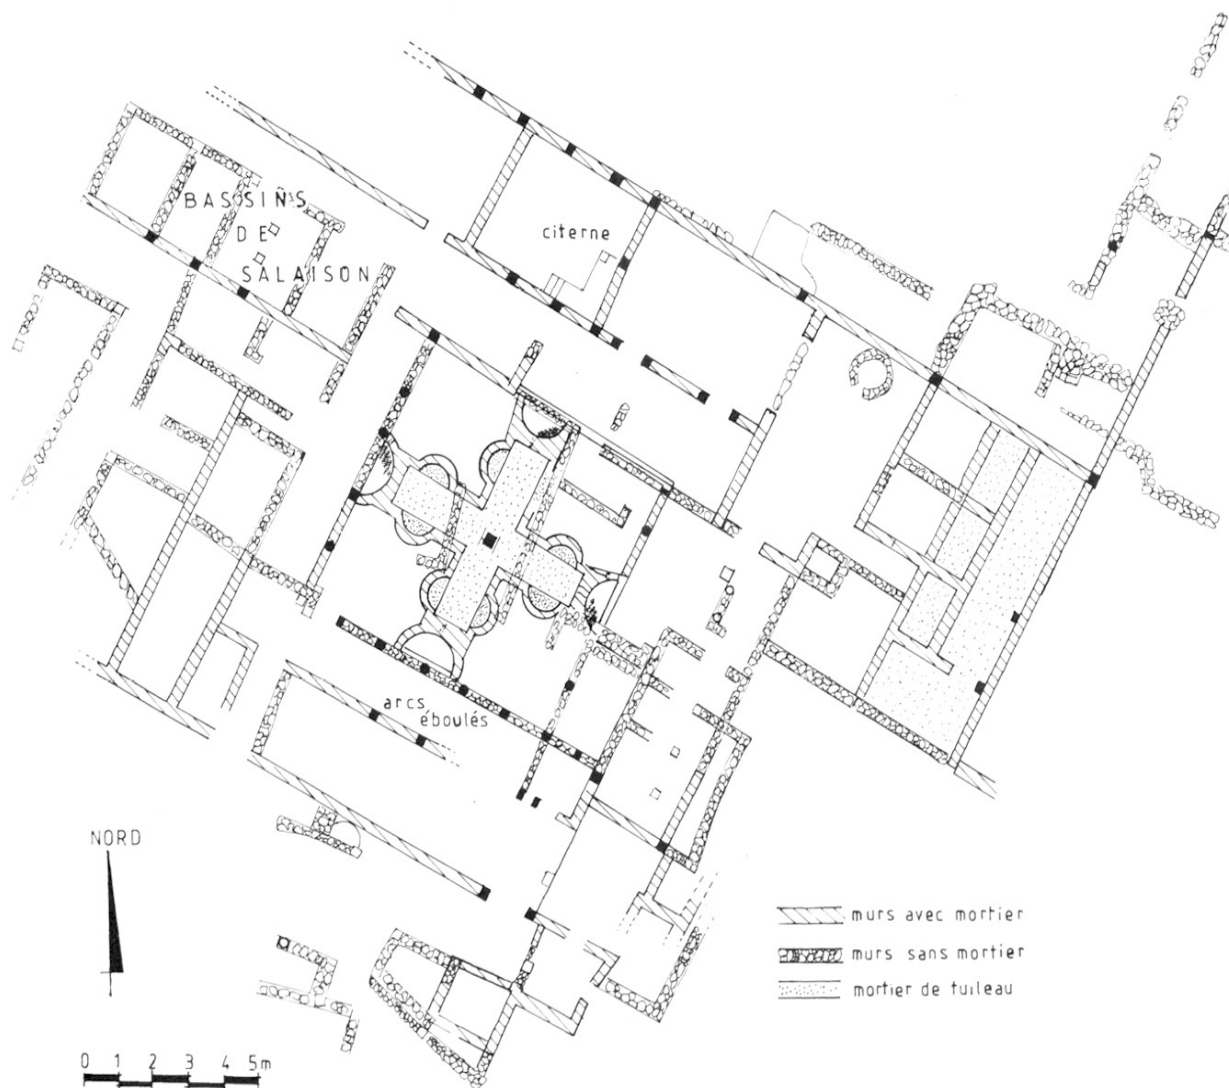 BASSINS
DE
SALAISON
citerne
arcs
éboulés
NORD
murs avec mortier
murs sans mortier
mortier de tuileau
0 1 2 3 4 5m